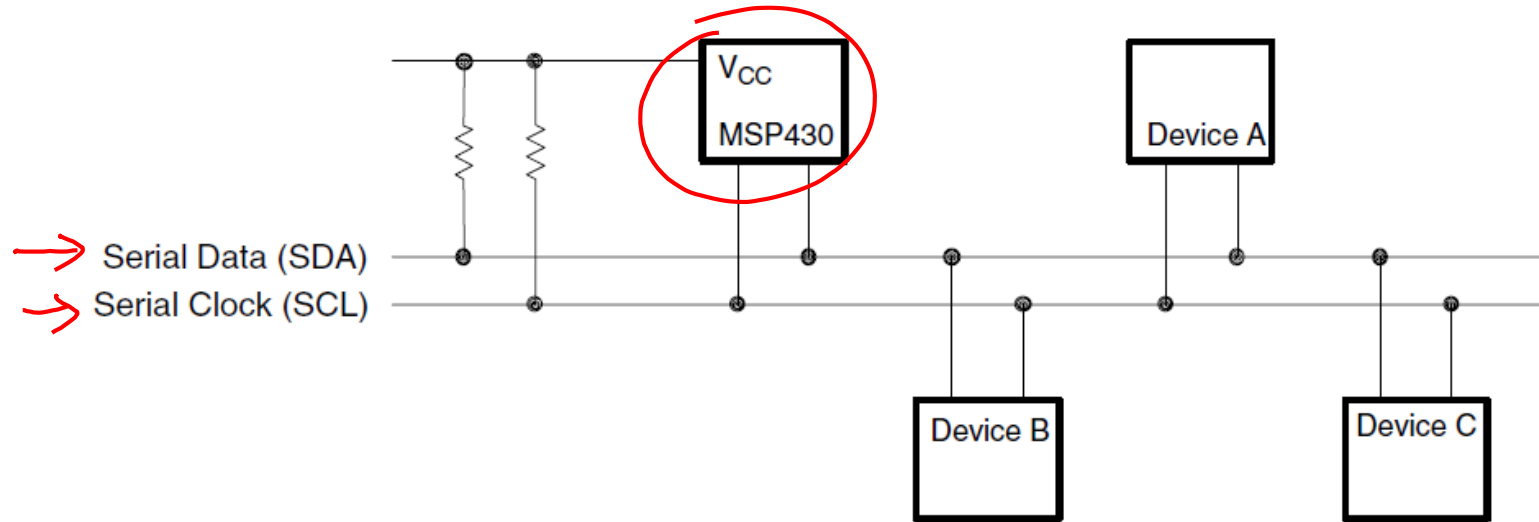 VCC
MSP430
Device A
Serial Data (SDA)
Serial Clock (SCL)
Device B
Device C